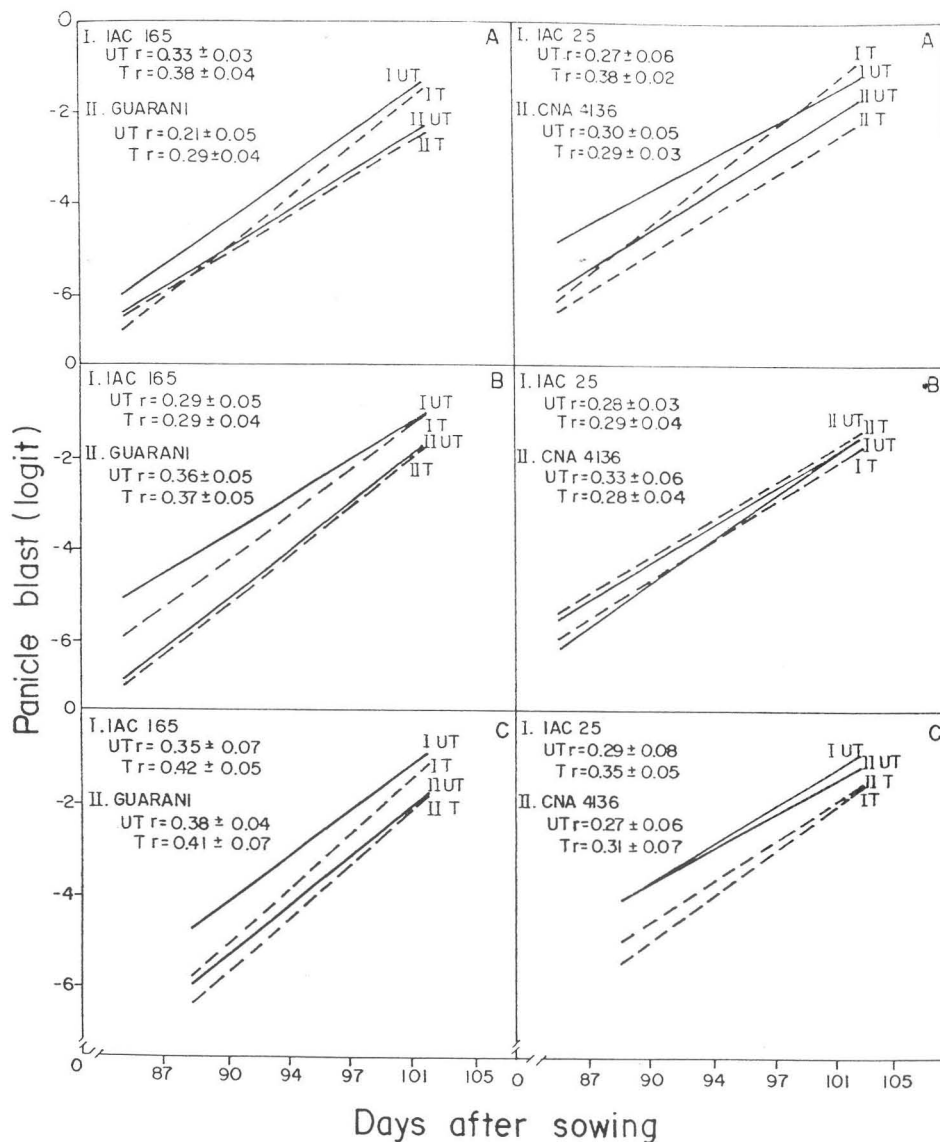 I. IAC 165
UT r=0.33 ± 0.03
T r=0.38 ± 0.04
II. GUARANI
UT r=0.21 ± 0.05
T r=0.29 ± 0.04
A
I UT
I T
II UT
II T
I. IAC 25
UT r=0.27 ± 0.06
T r=0.38 ± 0.02
II. CNA 4136
UT r=0.30 ± 0.05
T r=0.29 ± 0.03
A
I T
I UT
II UT
II T
0
-2
-4
-6
I. IAC 165
UT r=0.29 ± 0.05
T r=0.29 ± 0.04
II. GUARANI
UT r=0.36 ± 0.05
T r=0.37 ± 0.05
B
I UT
I T
II UT
II T
I. IAC 25
UT r=0.28 ± 0.03
T r=0.29 ± 0.04
II. CNA 4136
UT r=0.33 ± 0.06
T r=0.28 ± 0.04
B
II UT
II T
I UT
I T
0
-2
-4
-6
I. IAC 165
UT r=0.35 ± 0.07
T r=0.42 ± 0.05
II. GUARANI
UT r=0.38 ± 0.04
T r=0.41 ± 0.07
C
I UT
I T
II UT
II T
I. IAC 25
UT r=0.29 ± 0.08
T r=0.35 ± 0.05
II. CNA 4136
UT r=0.27 ± 0.06
T r=0.31 ± 0.07
C
I UT
II UT
II T
I T
0
-2
-4
-6
Panicle blast (logit)
0 87 90 94 97 101 105
0 87 90 94 97 101 105
Days after sowing